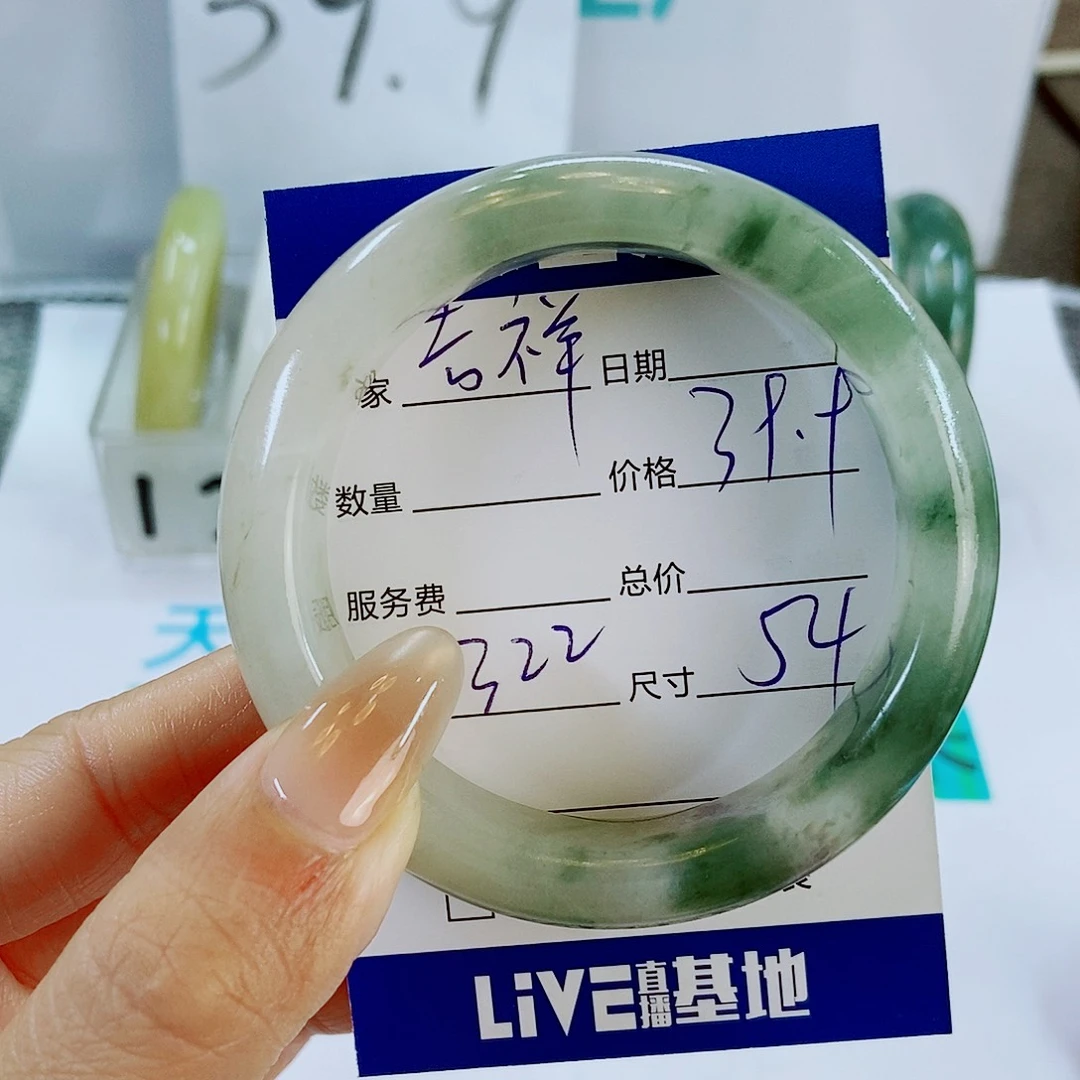 39.9
家 吉祥 日期
数量 价格 39.9
服务费 总价
322 尺寸 54
LiVE直播基地
天